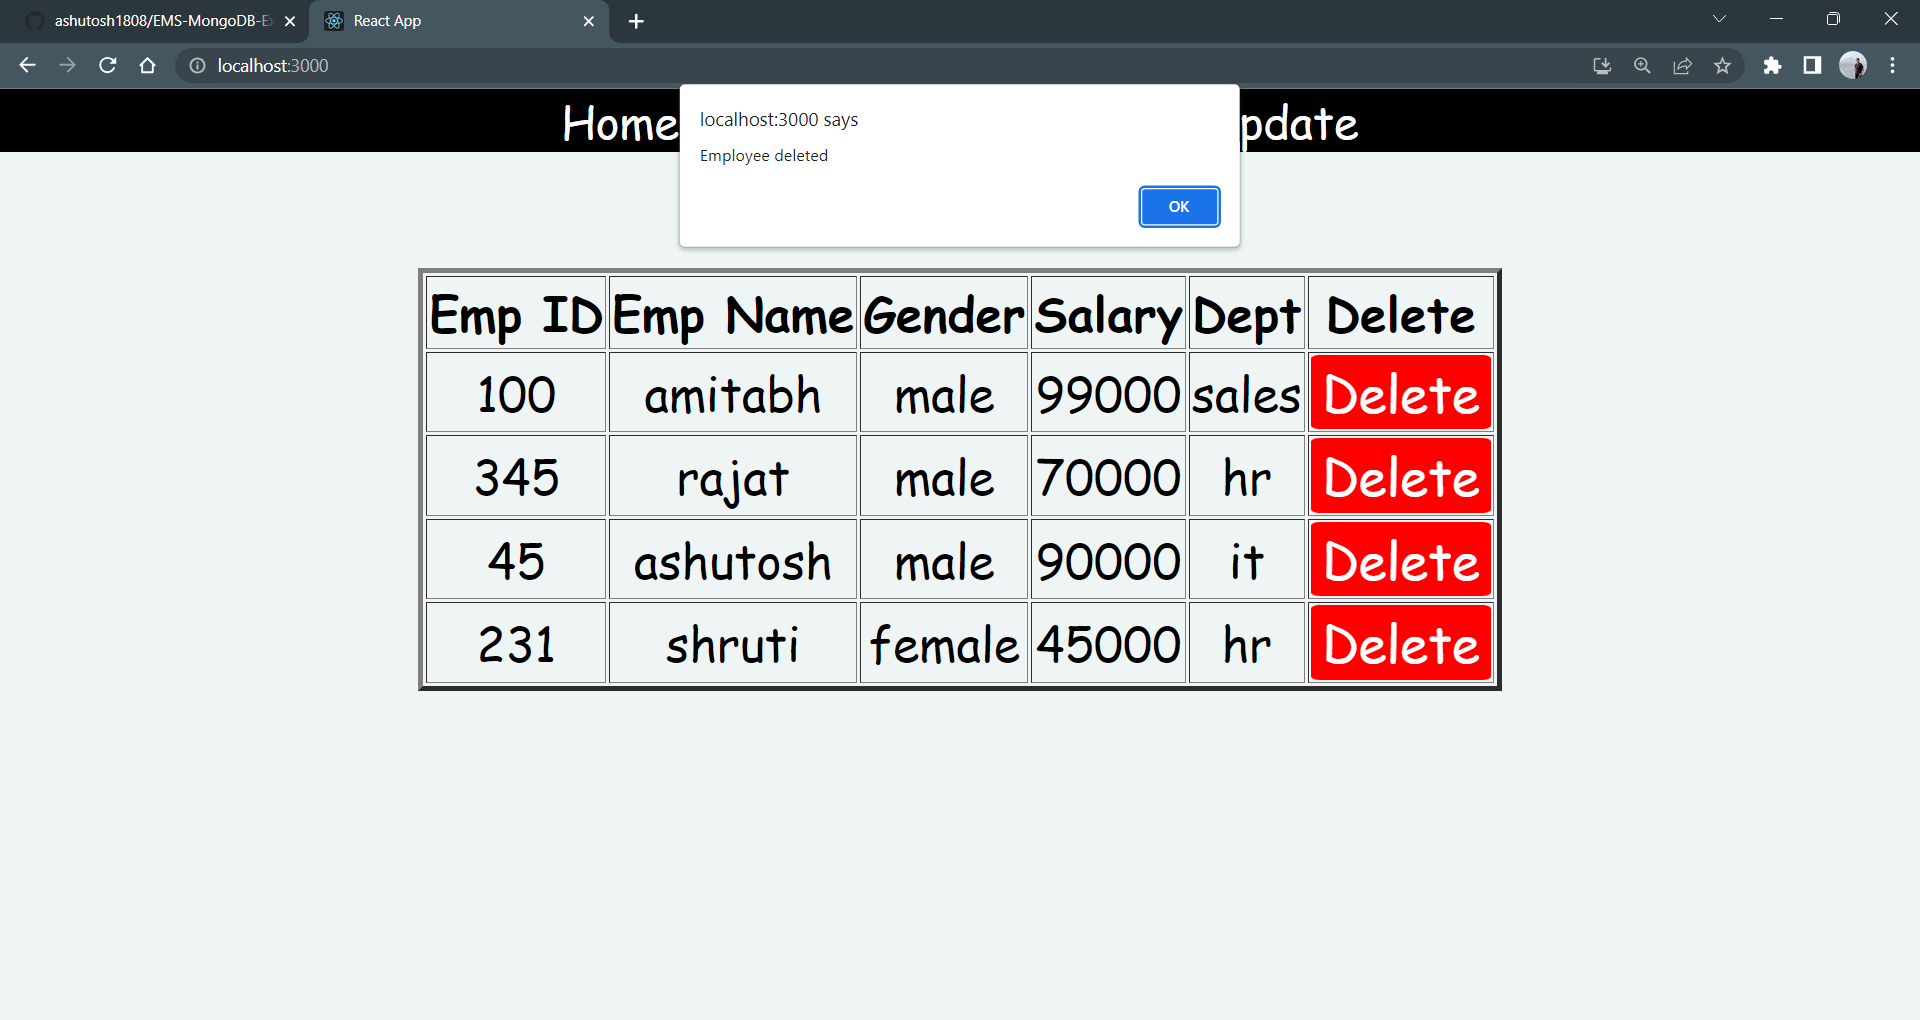 ashutosh1808/EMS-MongoDB-E
React App
localhost:3000
Home pdate
localhost:3000 says
Employee deleted
OK
Emp ID Emp Name Gender Salary Dept Delete
100 amitabh male 99000 sales Delete
345 rajat male 70000 hr Delete
45 ashutosh male 90000 it Delete
231 shruti female 45000 hr Delete